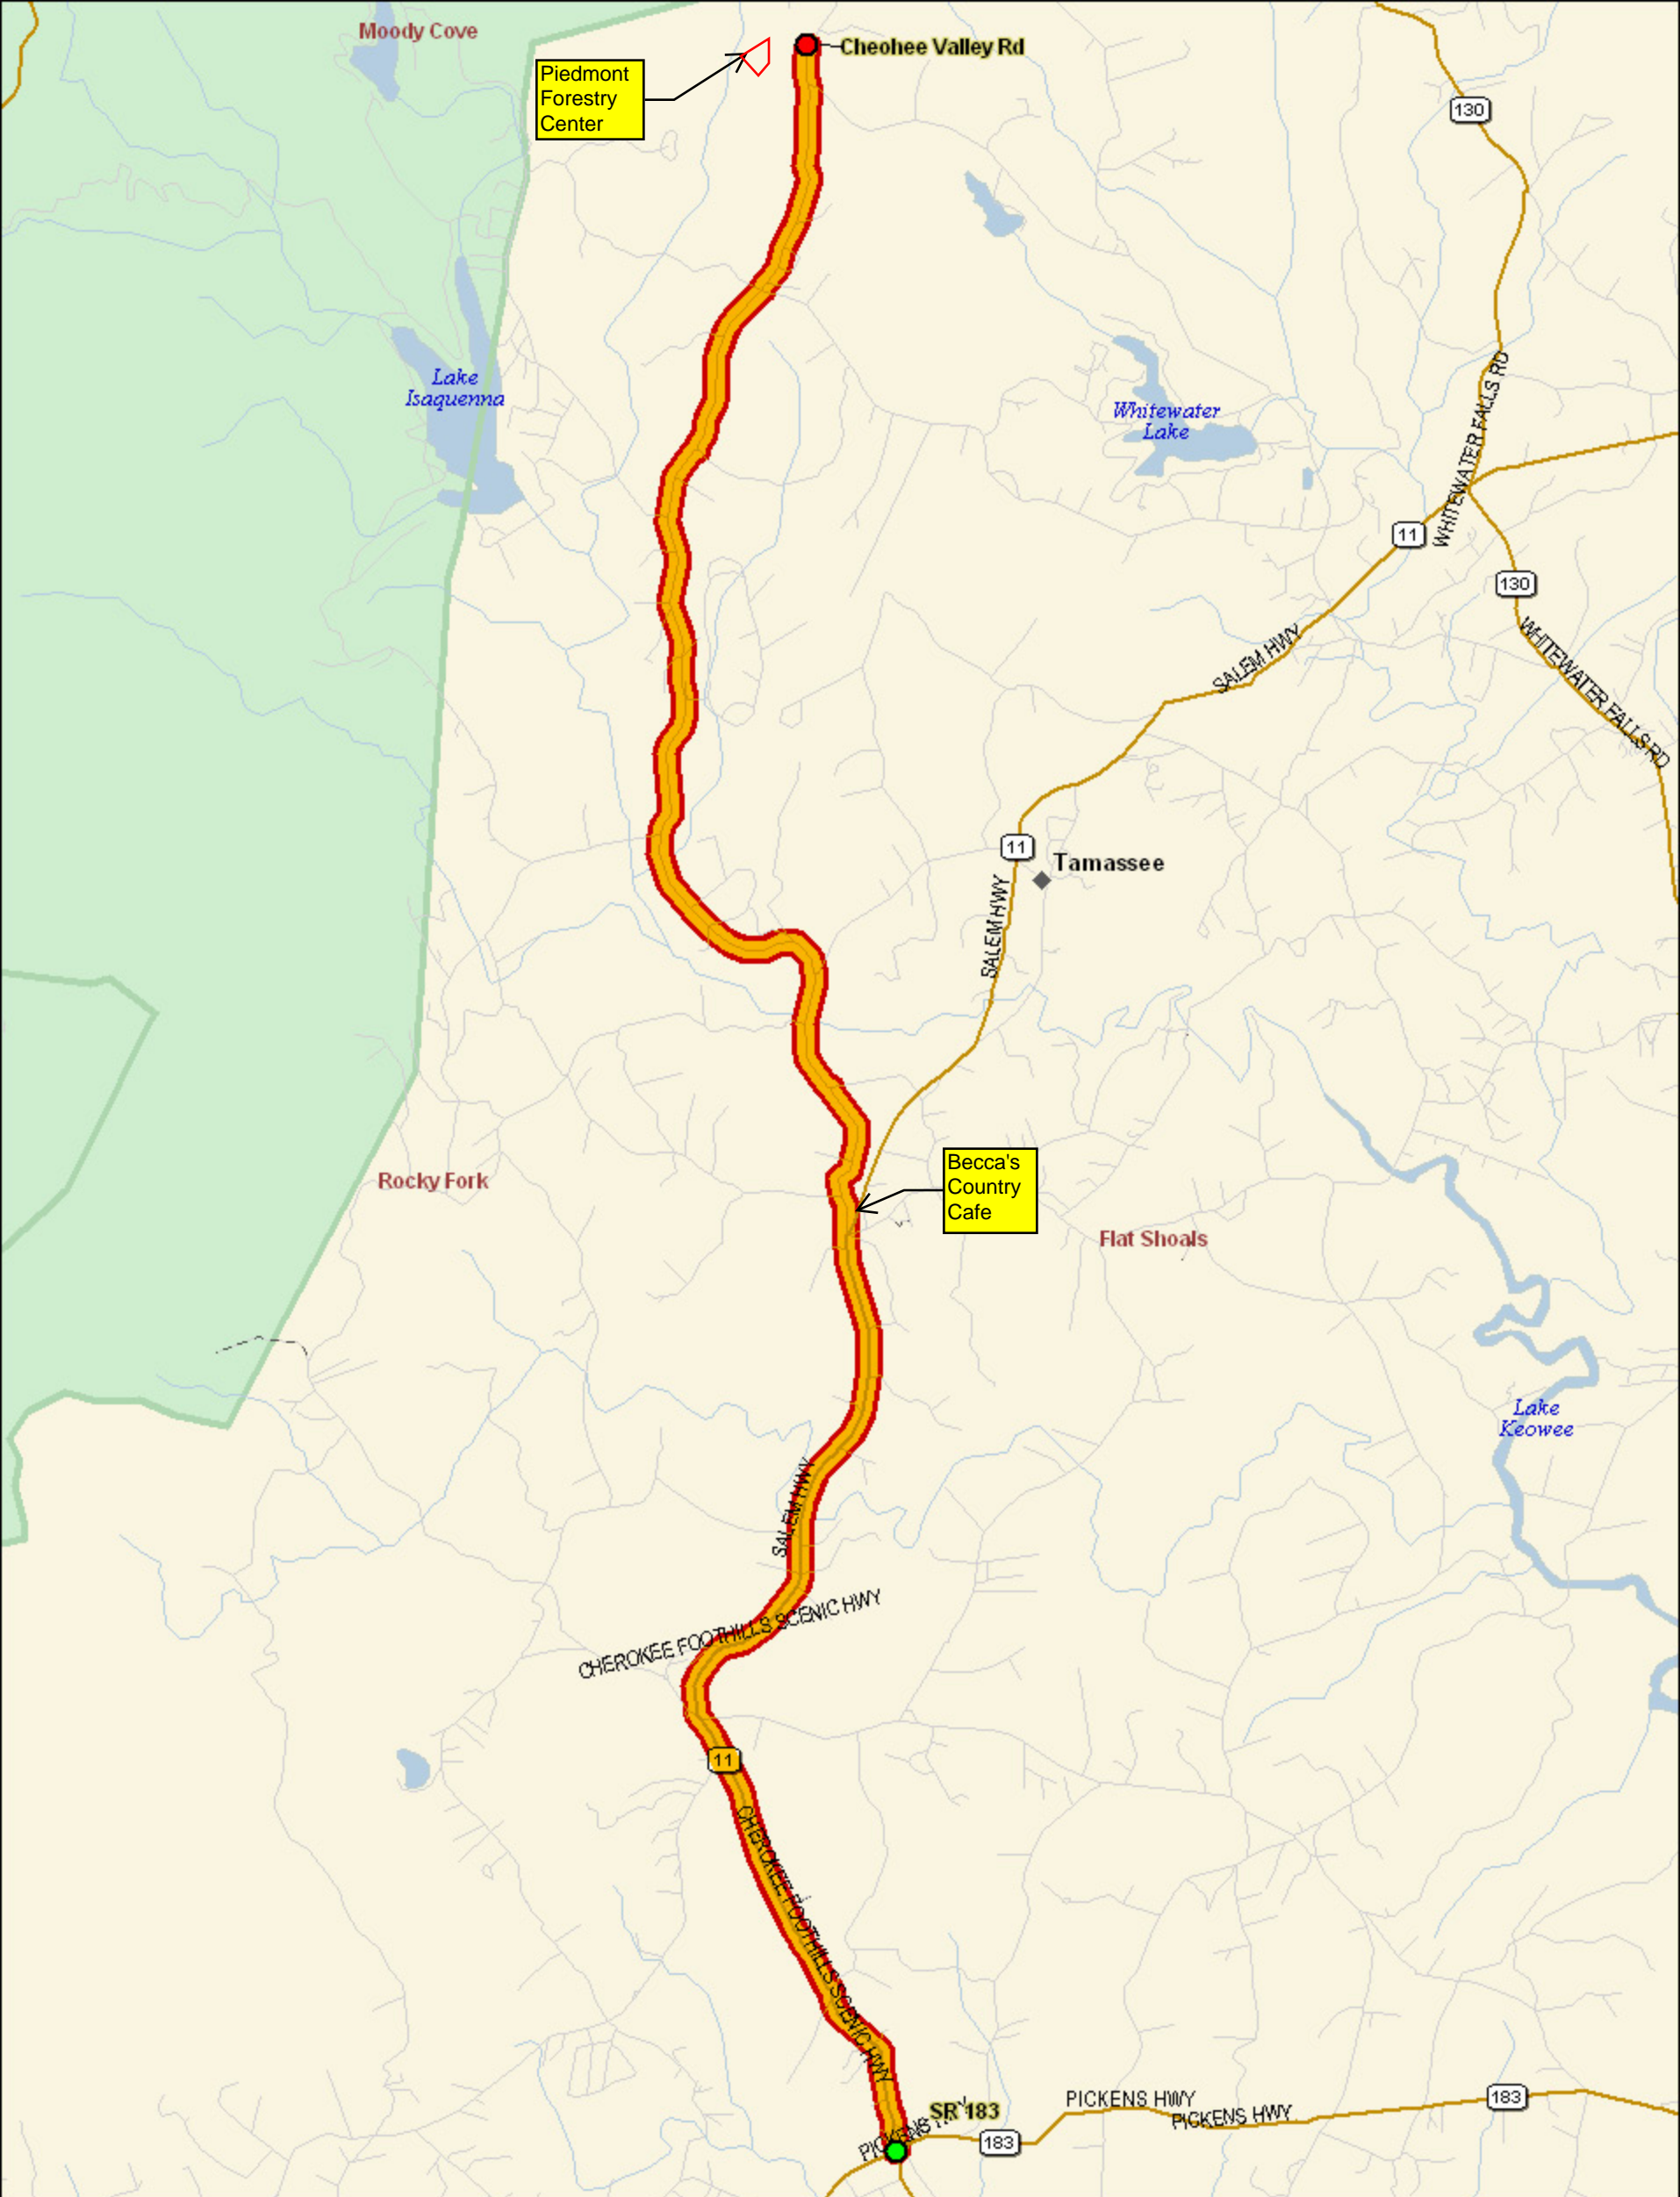 Moody Cove
Cheohee Valley Rd
Piedmont
Forestry
Center
130
Lake
Isaquenna
Whitewater
Lake
WHITEWATER FALLS RD
11
130
SALEM HWY
WHITEWATER FALLS RD
11
Tamassee
SALEM HWY
Becca's
Country
Cafe
Rocky Fork
Flat Shoals
Lake
Keowee
SALEM HWY
CHEROKEE FOOTHILLS SCENIC HWY
11
CHEROKEE FOOTHILLS SCENIC HWY
SR 183
PICKENS HWY
PICKENS HWY
183
PICKENS HWY
183